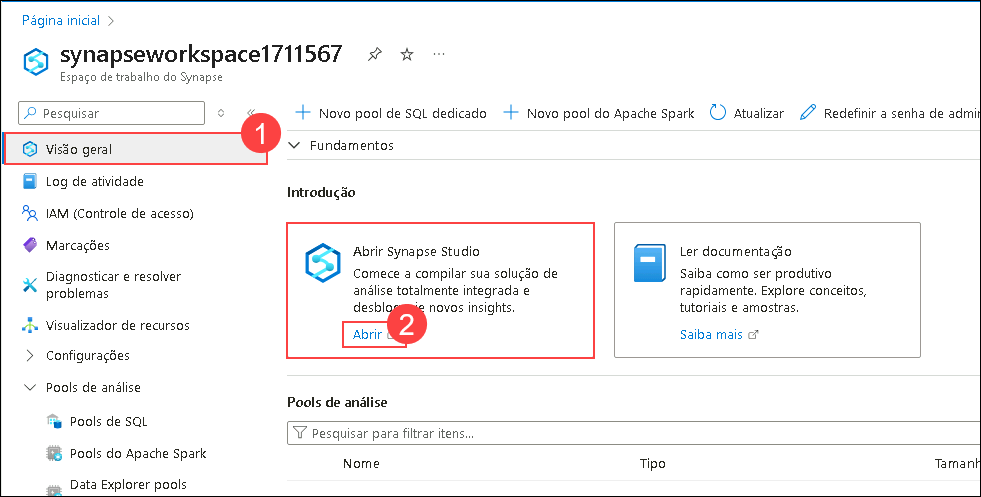 Página inicial
synapseworkspace1711567
Espaço de trabalho do Synapse
Pesquisar
Novo pool de SQL dedicado
Novo pool do Apache Spark
Atualizar
Redefinir a senha de admin
1
Visão geral
Fundamentos
Log de atividade
IAM (Controle de acesso)
Marcações
Diagnosticar e resolver
problemas
Visualizador de recursos
Configurações
Pools de análise
Pools de SQL
Pools do Apache Spark
Data Explorer pools
Introdução
Abrir Synapse Studio
Comece a compilar sua solução de
análise totalmente integrada e
novos insights.
Abrir
2
Ler documentação
Saiba como ser produtivo
rapidamente. Explore conceitos,
tutoriais e amostras.
Saiba mais
Pools de análise
Pesquisar para filtrar itens...
Nome
Tipo
Tamanh